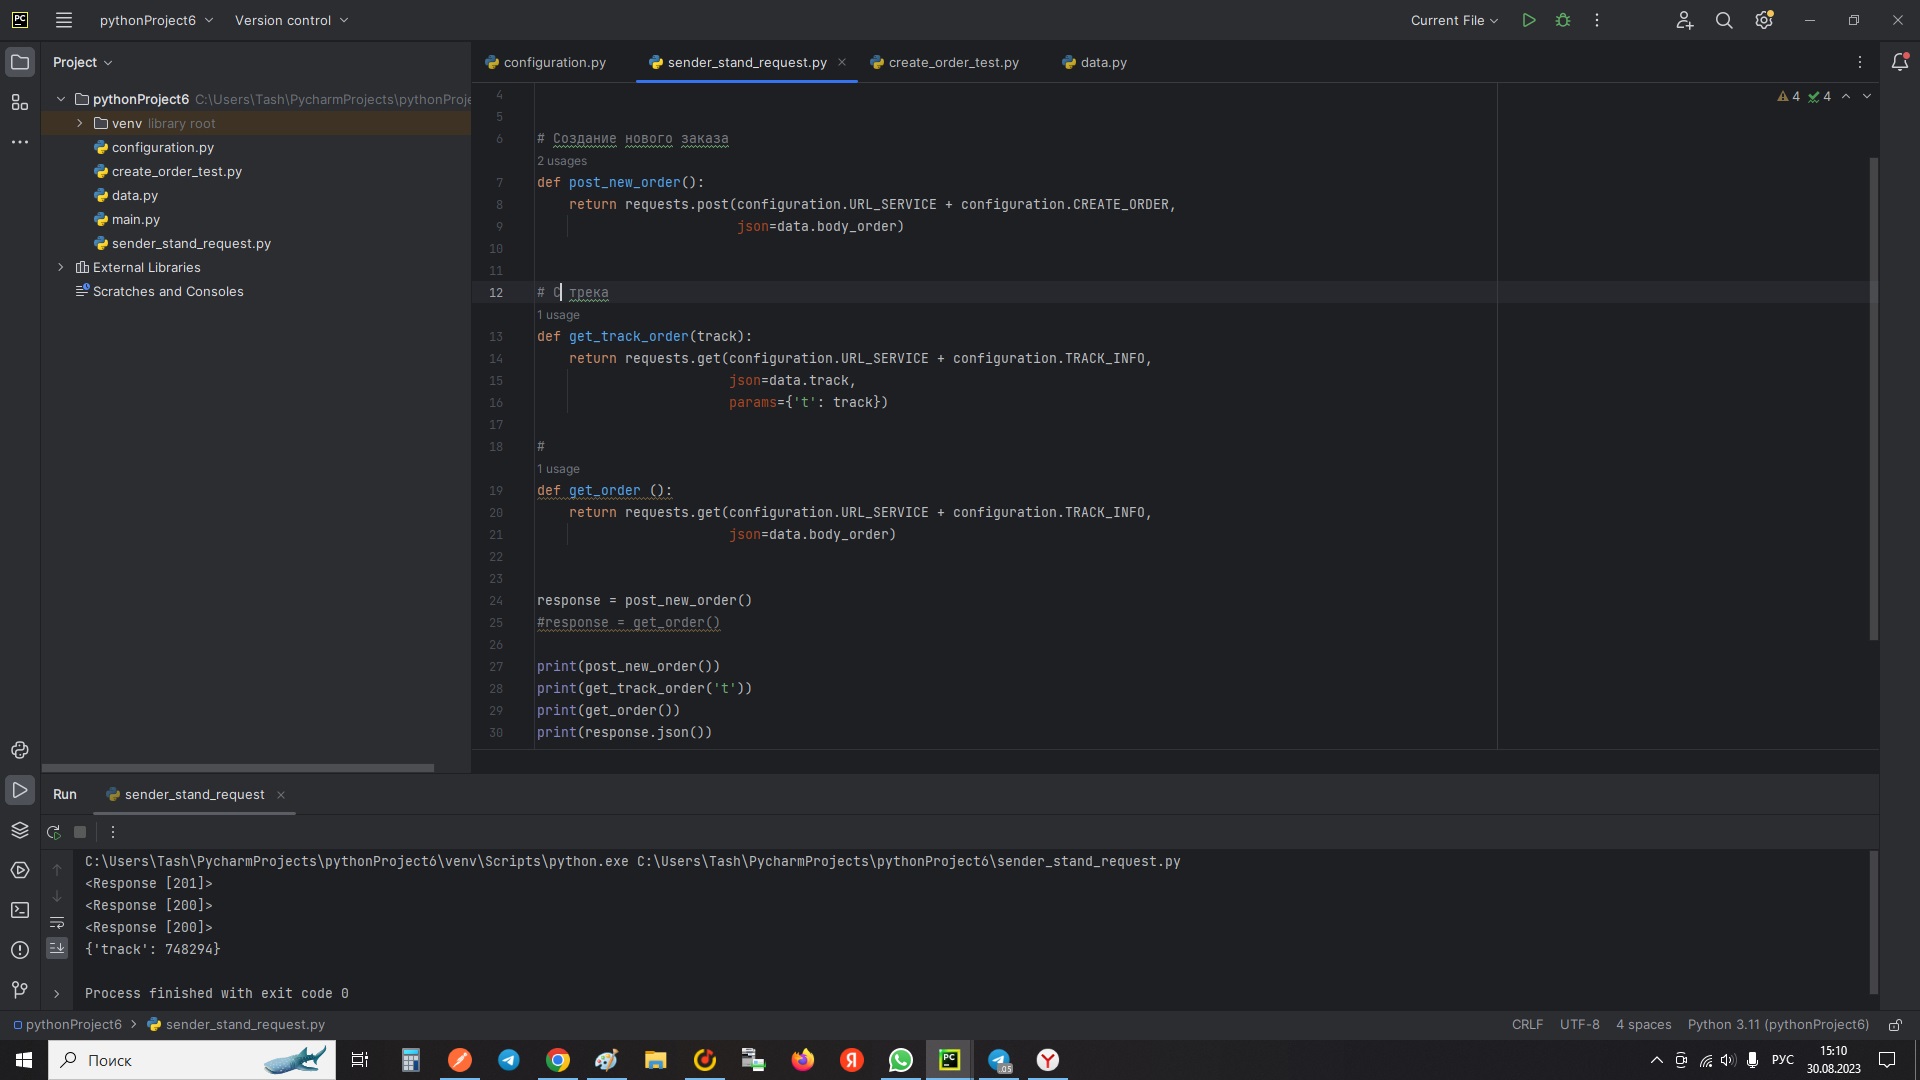 PC
pythonProject6
Version control
Current File
Project
configuration.py
sender_stand_request.py
create_order_test.py
data.py
pythonProject6 C:\Users\Tash\PycharmProjects\pythonProje
venv library root
configuration.py
create_order_test.py
data.py
main.py
sender_stand_request.py
External Libraries
Scratches and Consoles
4 4
4
5
6 # Создание нового заказа
2 usages
7 def post_new_order():
8 return requests.post(configuration.URL_SERVICE + configuration.CREATE_ORDER,
9 json=data.body_order)
10
11
12 # С трека
1 usage
13 def get_track_order(track):
14 return requests.get(configuration.URL_SERVICE + configuration.TRACK_INFO,
15 json=data.track,
16 params={'t': track})
17
18 #
1 usage
19 def get_order ():
20 return requests.get(configuration.URL_SERVICE + configuration.TRACK_INFO,
21 json=data.body_order)
22
23
24 response = post_new_order()
25 #response = get_order()
26
27 print(post_new_order())
28 print(get_track_order('t'))
29 print(get_order())
30 print(response.json())
Run
sender_stand_request
C:\Users\Tash\PycharmProjects\pythonProject6\venv\Scripts\python.exe C:\Users\Tash\PycharmProjects\pythonProject6\sender_stand_request.py
<Response [201]>
<Response [200]>
<Response [200]>
{'track': 748294}
Process finished with exit code 0
pythonProject6 > sender_stand_request.py
CRLF UTF-8 4 spaces Python 3.11 (pythonProject6)
Поиск
Я
PC
.05
Y
РУС
15:10
30.08.2023